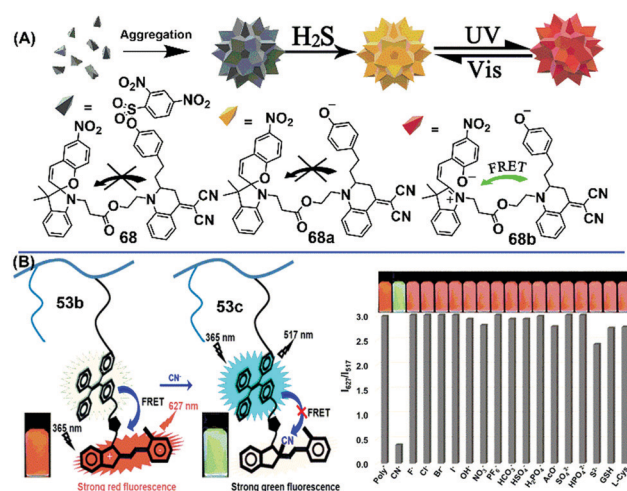 (A)
Aggregation
H₂S
UV
Vis
NO₂
O₂N
NO₂
O=S=O
O
=
NO₂
O
N
O
O
N
CN
CN
68
=
NO₂
O⁻
O
N
O
O
N
CN
CN
68a
=
NO₂
O⁻
O⁻
FRET
N
+
O
O
N
CN
CN
68b
(B)
53b
53c
365 nm
517 nm
CN⁻
FRET
627 nm
365 nm
FRET
CN
Strong red fluorescence
Strong green fluorescence
I₆₂₇/I₅₁₇
3.0
2.5
2.0
1.5
1.0
0.5
0.0
CN⁻
F⁻
Cl⁻
Br⁻
I⁻
OH⁻
NO₃⁻
PF₆⁻
HCO₃⁻
HSO₄⁻
H₂PO₄⁻
AcO⁻
SO₄²⁻
HPO₄²⁻
S²⁻
GSH
L-Cys